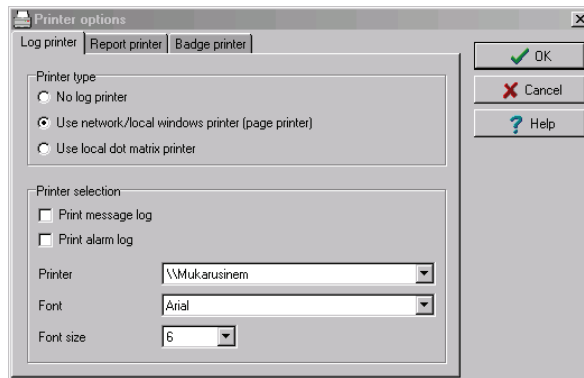 Printer options
Log printer Report printer Badge printer
OK
Cancel
Help
Printer type
No log printer
Use network/local windows printer (page printer)
Use local dot matrix printer
Printer selection
Print message log
Print alarm log
Printer \\Mukarusinem
Font Arial
Font size 6